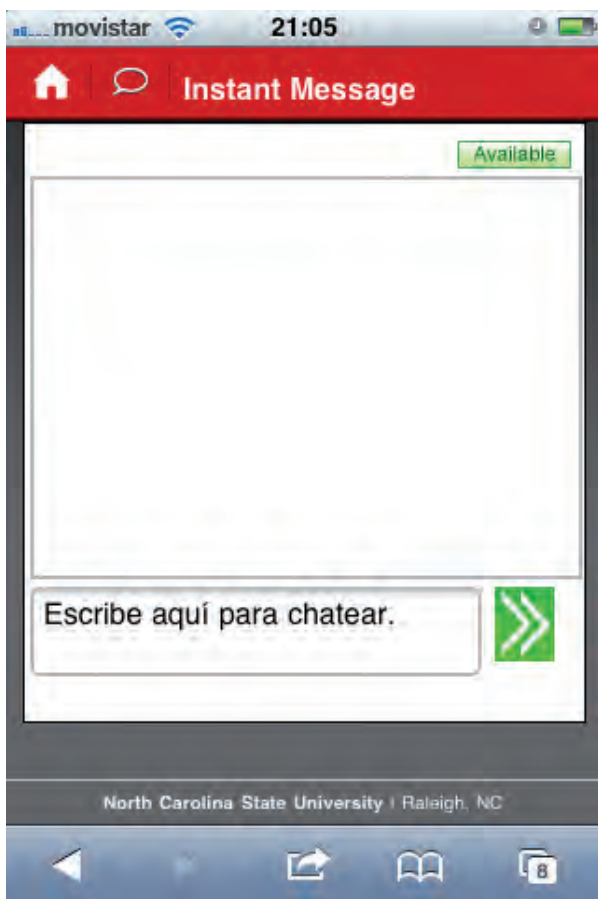 movistar 21:05
Instant Message
Available
Escribe aquí para chatear.
North Carolina State University | Raleigh, NC
8